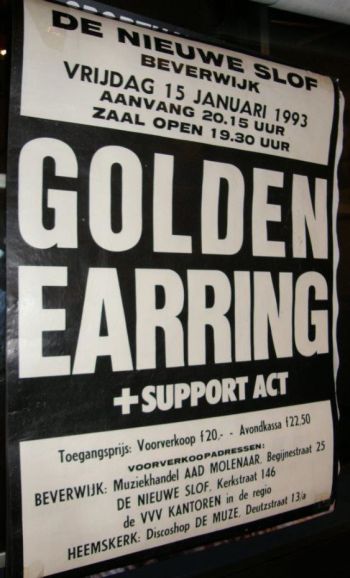 DE NIEUWE SLOF
BEVERWIJK
VRIJDAG 15 JANUARI 1993
AANVANG 20.15 UUR
ZAAL OPEN 19.30 UUR
GOLDEN
EARRING
+ SUPPORT ACT
Toegangsprijs: Voorverkoop f20,- - Avondkassa f22,50
VOORVERKOOPADRESSEN:
BEVERWIJK: Muziekhandel AAD MOLENAAR, Begijnestraat 25
DE NIEUWE SLOF, Kerkstraat 146
de VVV KANTOREN in de regio
HEEMSKERK: Discoshop DE MUZE, Deutzstraat 13/a